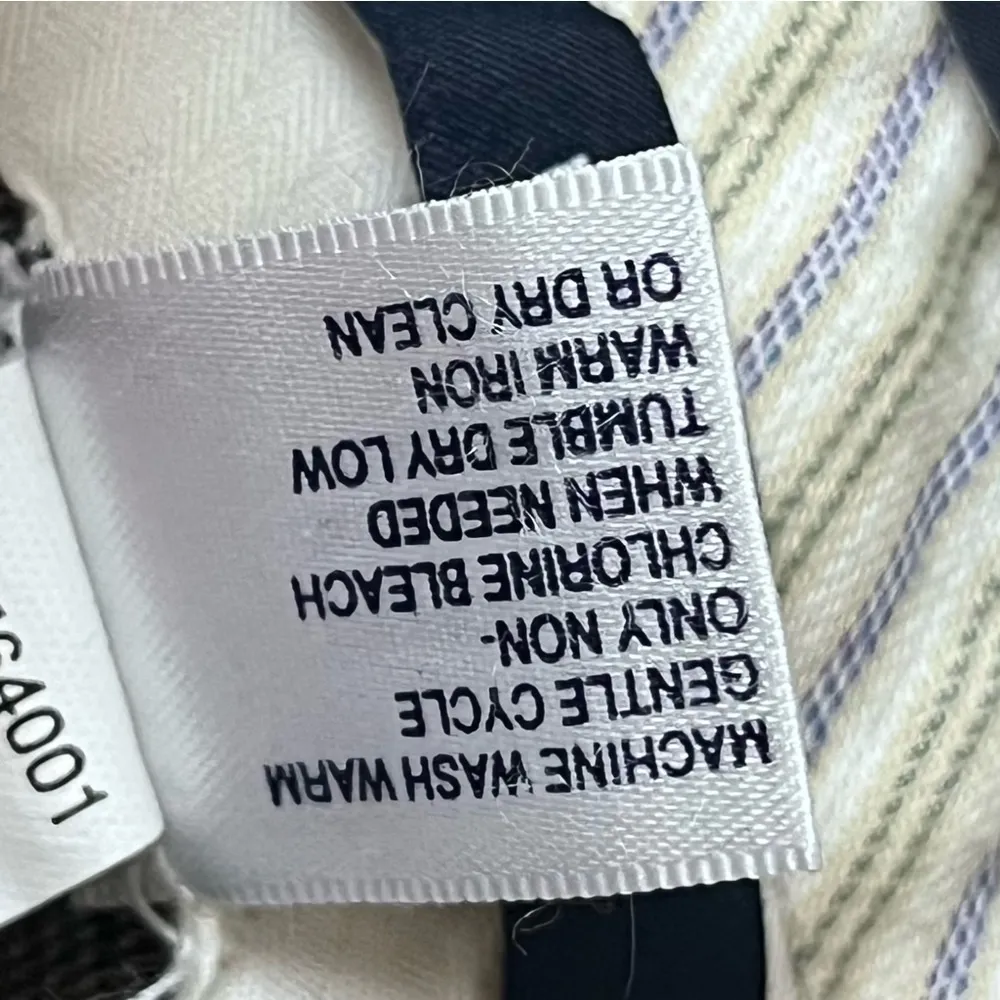 MACHINE WASH WARM
GENTLE CYCLE
ONLY NON-
CHLORINE BLEACH
WHEN NEEDED
TUMBLE DRY LOW
WARM IRON
OR DRY CLEAN
64001